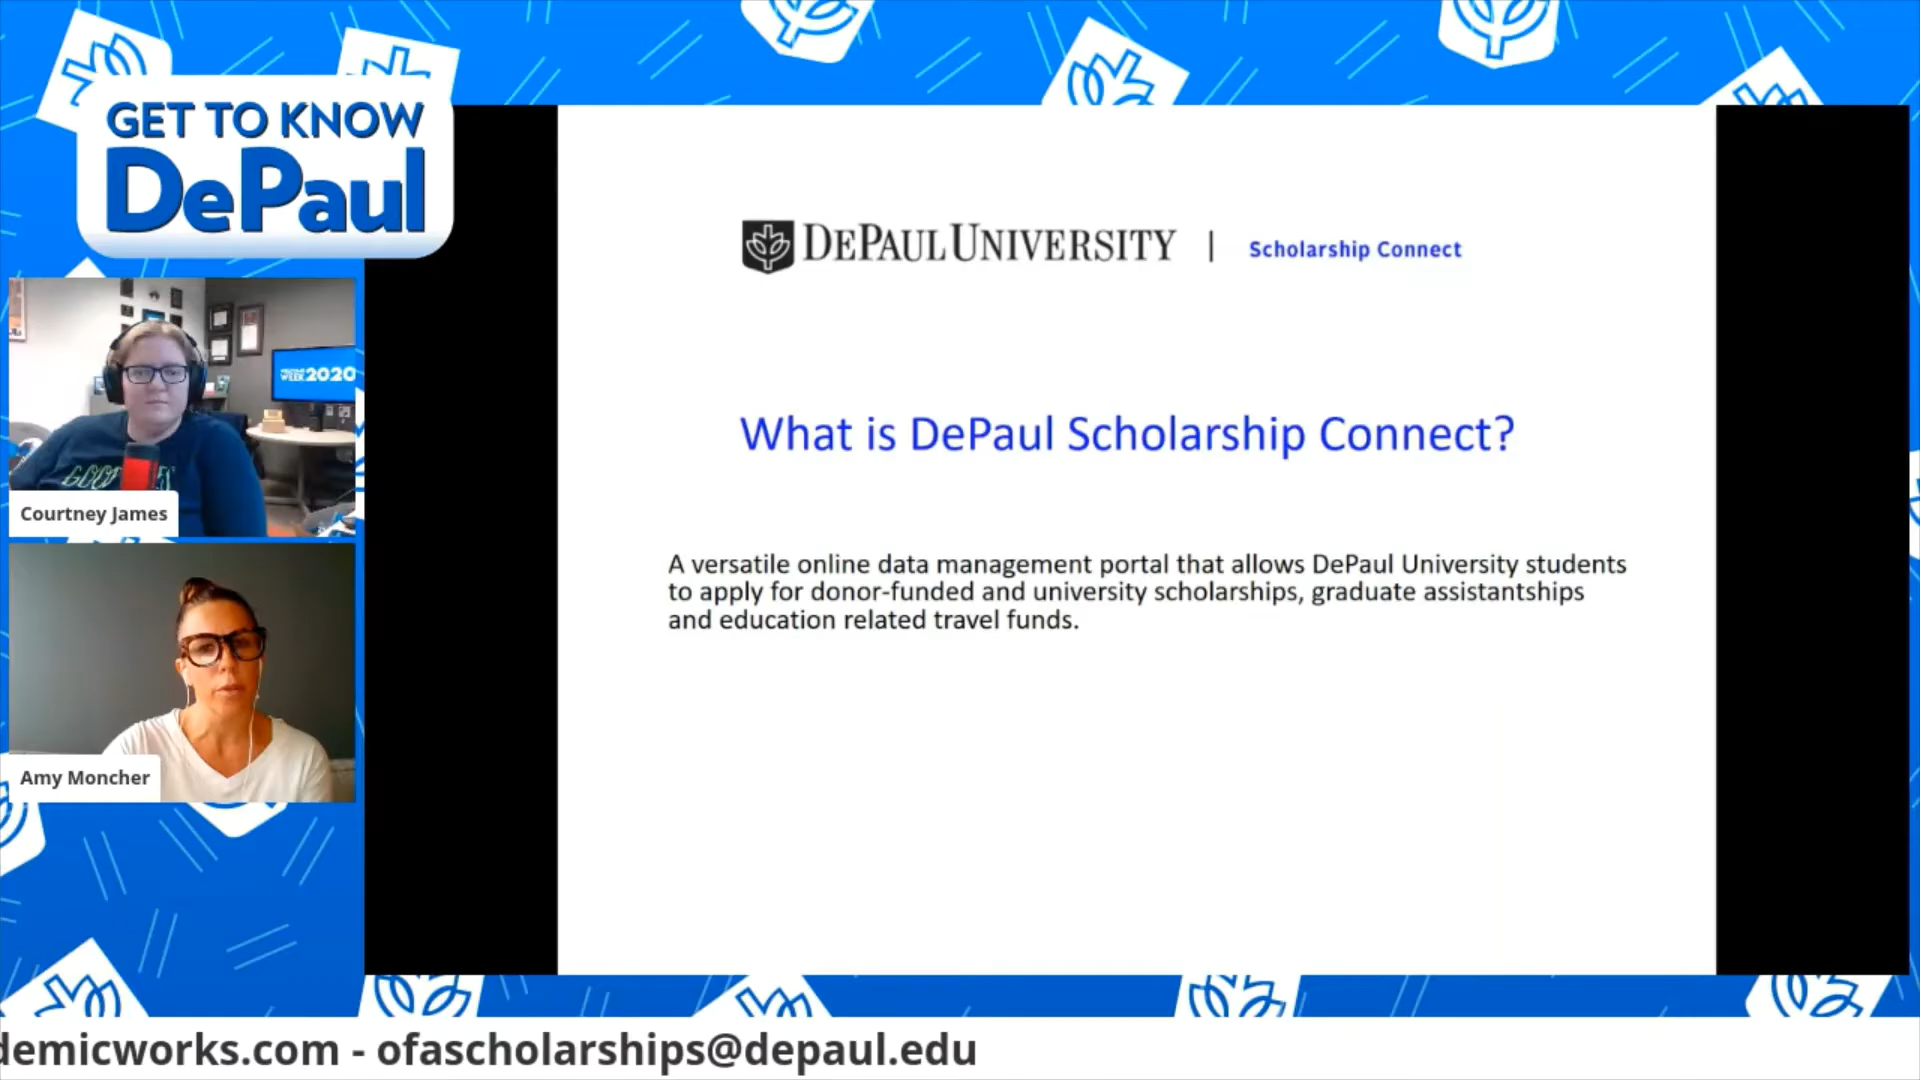 GET TO KNOW
DePaul
DEPAUL UNIVERSITY | Scholarship Connect
WEEK 2020
Courtney James
What is DePaul Scholarship Connect?
A versatile online data management portal that allows DePaul University students
to apply for donor-funded and university scholarships, graduate assistantships
and education related travel funds.
Amy Moncher
demicworks.com - ofascholarships@depaul.edu